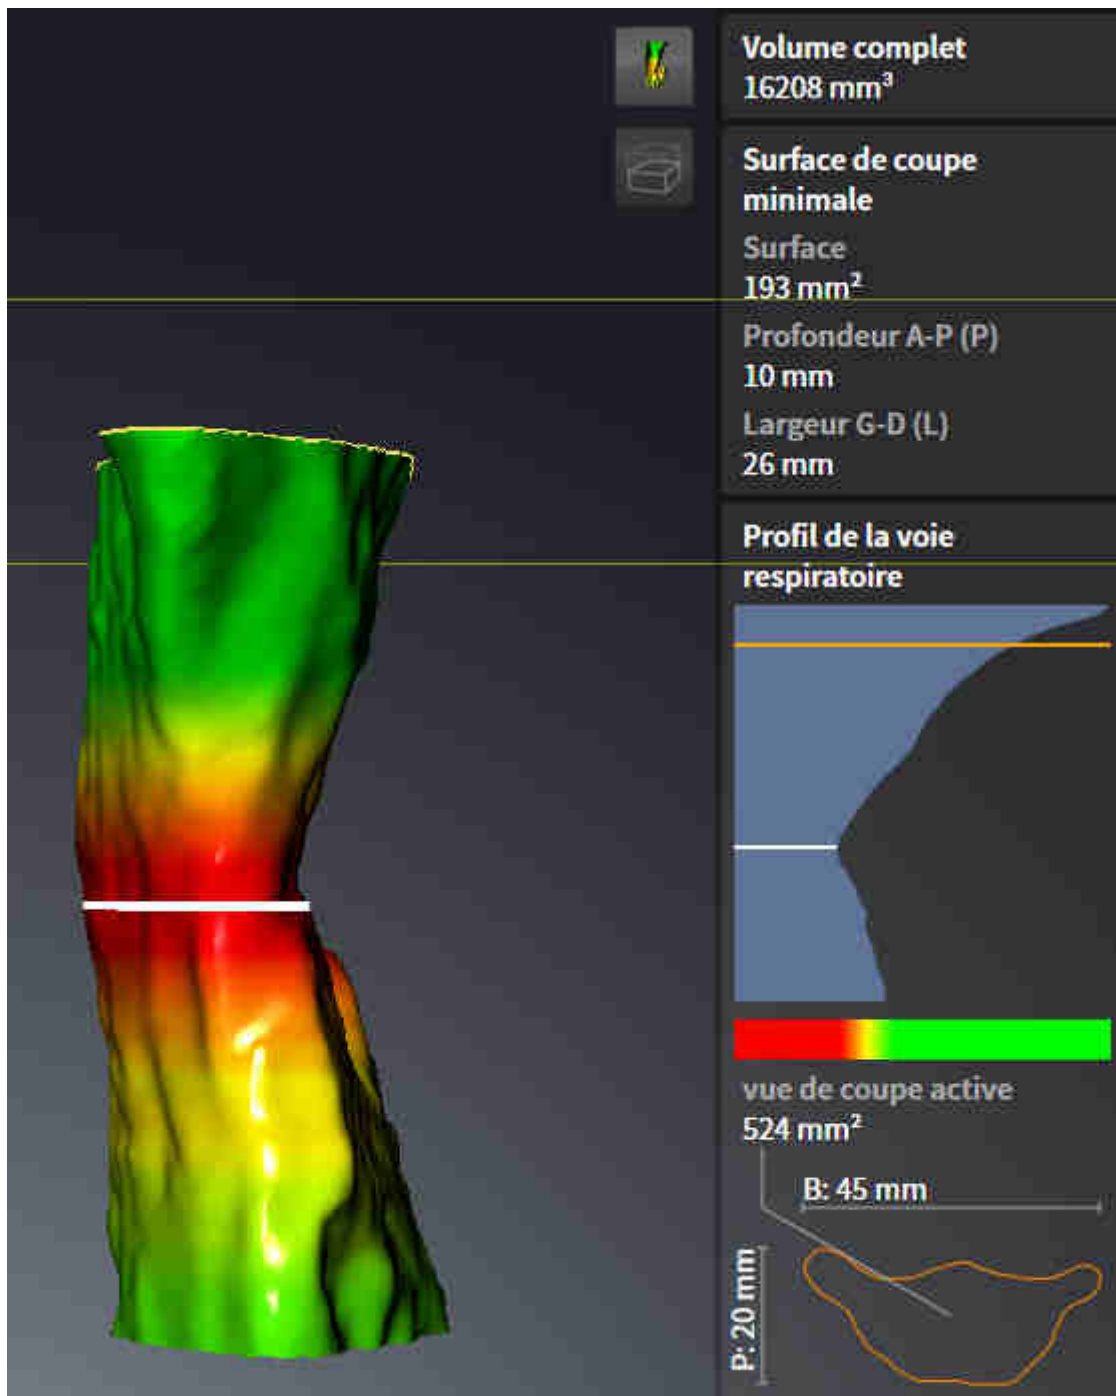 Volume complet
16208 mm³
Surface de coupe
minimale
Surface
193 mm²
Profondeur A-P (P)
10 mm
Largeur G-D (L)
26 mm
Profil de la voie
respiratoire
vue de coupe active
524 mm²
B: 45 mm
P: 20 mm